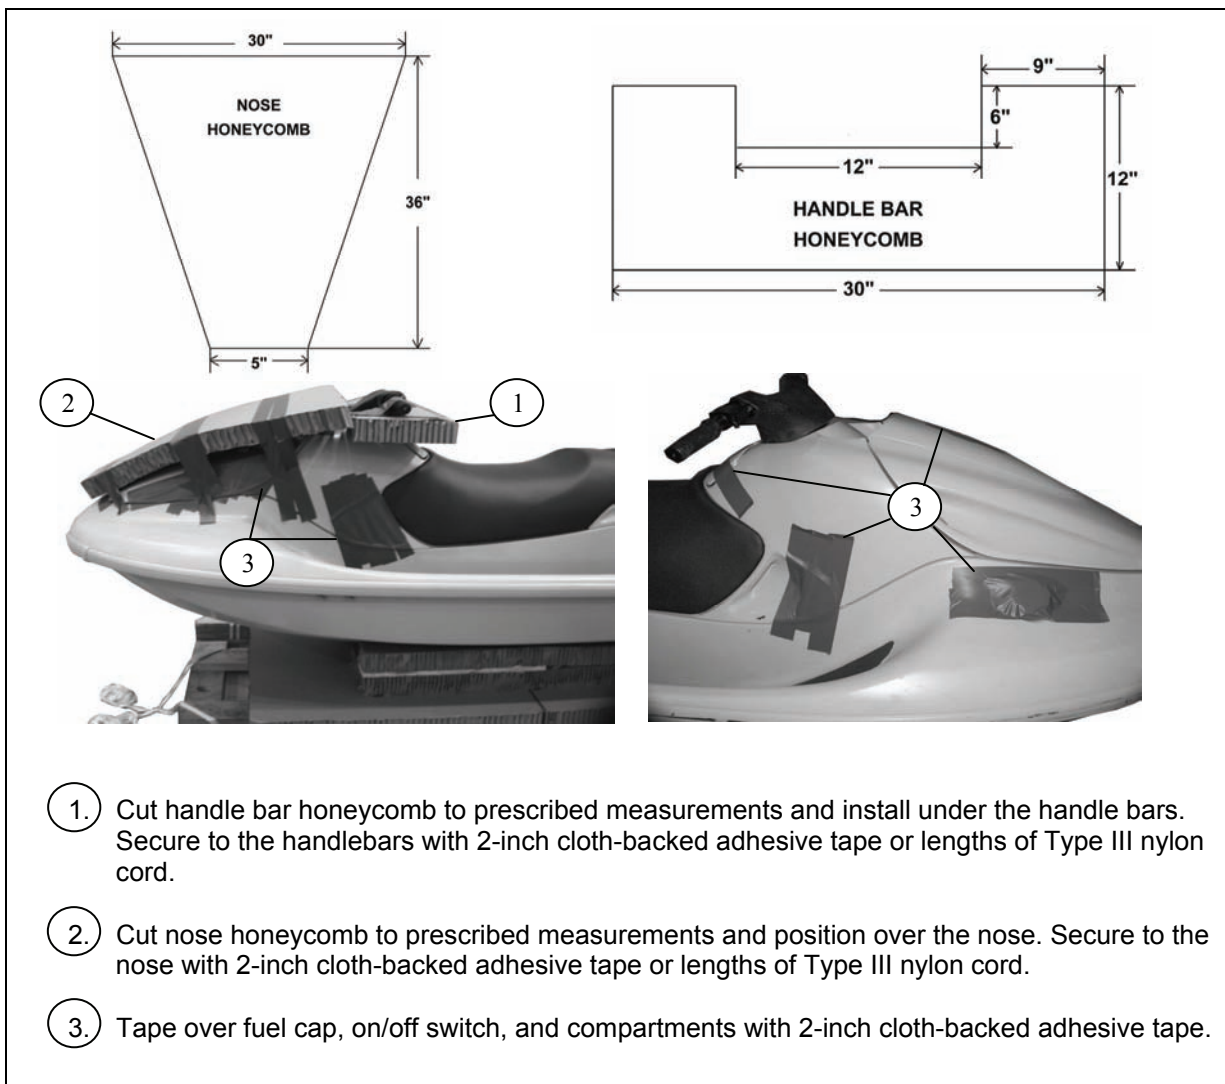 30"
NOSE
HONEYCOMB
36"
5"
9"
6"
12"
12"
HANDLE BAR
HONEYCOMB
30"
2
1
3
3
1. Cut handle bar honeycomb to prescribed measurements and install under the handle bars.
Secure to the handlebars with 2-inch cloth-backed adhesive tape or lengths of Type III nylon
cord.
2. Cut nose honeycomb to prescribed measurements and position over the nose. Secure to the
nose with 2-inch cloth-backed adhesive tape or lengths of Type III nylon cord.
3. Tape over fuel cap, on/off switch, and compartments with 2-inch cloth-backed adhesive tape.